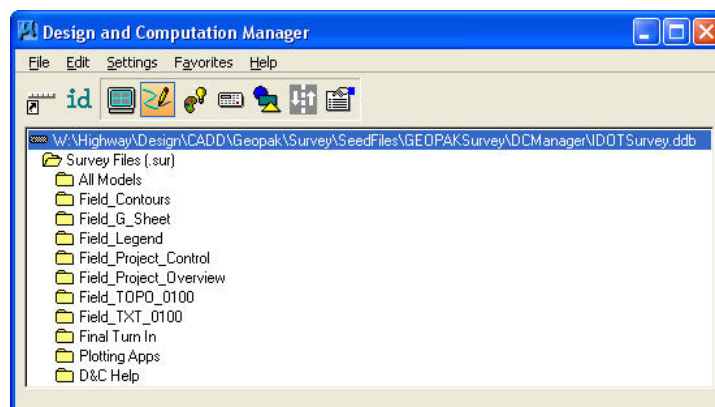 Design and Computation Manager
File Edit Settings Favorites Help
id
W:\Highway\Design\CADD\Geopak\Survey\SeedFiles\GEOPAKSurvey\DCManager\IDOTSurvey.ddb
Survey Files (.sur)
All Models
Field_Contours
Field_G_Sheet
Field_Legend
Field_Project_Control
Field_Project_Overview
Field_TOPO_0100
Field_TXT_0100
Final Turn In
Plotting Apps
D&C Help